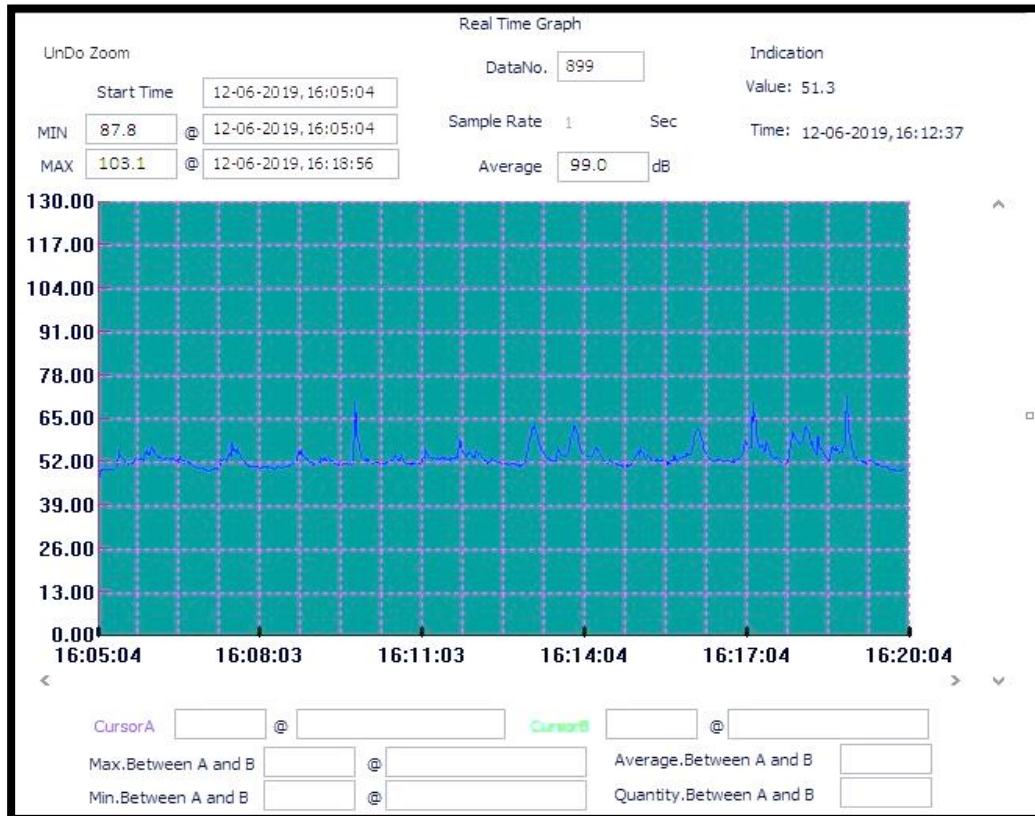 Real Time Graph
UnDo Zoom
DataNo. 899
Indication
Start Time 12-06-2019,16:05:04
Value: 51.3
MIN 87.8 @ 12-06-2019,16:05:04
Sample Rate 1 Sec
Time: 12-06-2019,16:12:37
MAX 103.1 @ 12-06-2019,16:18:56
Average 99.0 dB
130.00
117.00
104.00
91.00
78.00
65.00
52.00
39.00
26.00
13.00
0.00
16:05:04 16:08:03 16:11:03 16:14:04 16:17:04 16:20:04
CursorA @ CursorB @
Max.Between A and B @ Average.Between A and B
Min.Between A and B @ Quantity.Between A and B